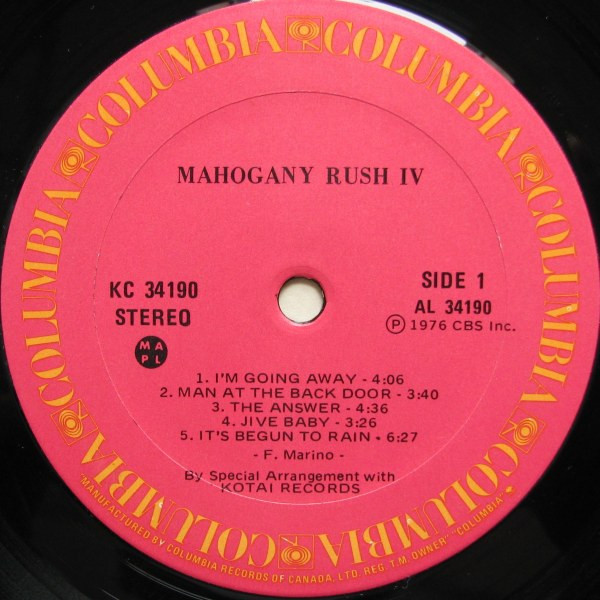 COLUMBIA COLUMBIA COLUMBIA COLUMBIA COLUMBIA COLUMBIA
MAHOGANY RUSH IV
KC 34190
STEREO
SIDE 1
AL 34190
Ⓟ 1976 CBS Inc.
M A
P L
1. I'M GOING AWAY - 4:06
2. MAN AT THE BACK DOOR - 3:40
3. THE ANSWER - 4:36
4. JIVE BABY - 3:26
5. IT'S BEGUN TO RAIN - 6:27
- F. Marino -
By Special Arrangement with
KOTAI RECORDS
"MANUFACTURED BY COLUMBIA RECORDS OF CANADA, LTD. REG. T.M. OWNER" "COLUMBIA"